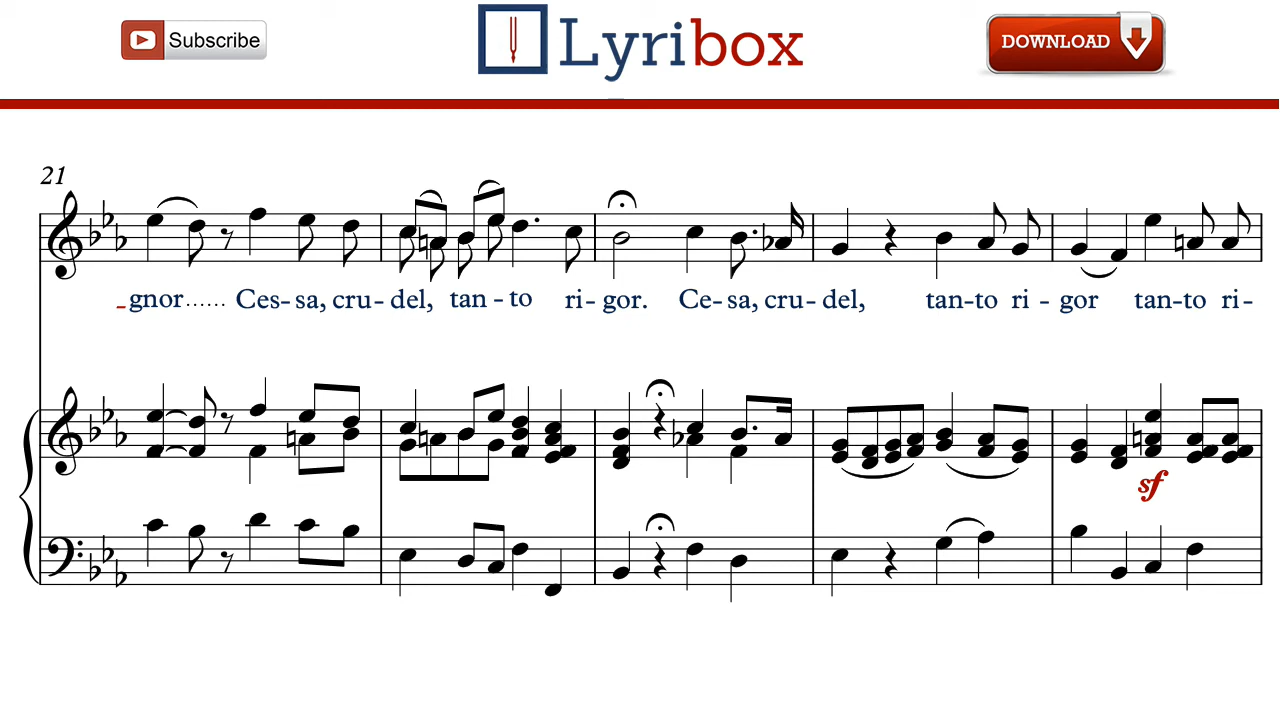 Subscribe
Lyribox
DOWNLOAD
21
-gnor...... Ces-sa, cru-del, tan-to ri-gor. Ce-sa, cru-del, tan-to ri-gor tan-to ri-
sf